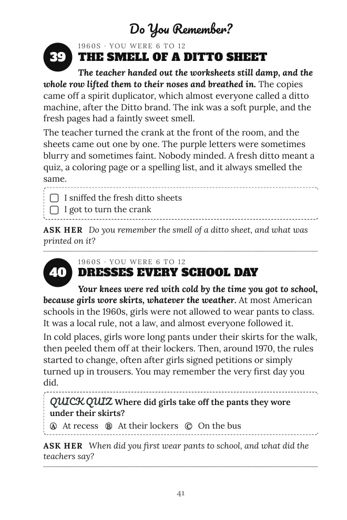 Do You Remember?
39
1960S · YOU WERE 6 TO 12
THE SMELL OF A DITTO SHEET
The teacher handed out the worksheets still damp, and the
whole row lifted them to their noses and breathed in. The copies
came off a spirit duplicator, which almost everyone called a ditto
machine, after the Ditto brand. The ink was a soft purple, and the
fresh pages had a faintly sweet smell.
The teacher turned the crank at the front of the room, and the
sheets came out one by one. The purple letters were sometimes
blurry and sometimes faint. Nobody minded. A fresh ditto meant a
quiz, a coloring page or a spelling list, and it always smelled the
same.
I sniffed the fresh ditto sheets
I got to turn the crank
ASK HER Do you remember the smell of a ditto sheet, and what was
printed on it?
40
1960S · YOU WERE 6 TO 12
DRESSES EVERY SCHOOL DAY
Your knees were red with cold by the time you got to school,
because girls wore skirts, whatever the weather. At most American
schools in the 1960s, girls were not allowed to wear pants to class.
It was a local rule, not a law, and almost everyone followed it.
In cold places, girls wore long pants under their skirts for the walk,
then peeled them off at their lockers. Then, around 1970, the rules
started to change, often after girls signed petitions or simply
turned up in trousers. You may remember the very first day you
did.
QUICK QUIZ Where did girls take off the pants they wore
under their skirts?
A At recess B At their lockers C On the bus
ASK HER When did you first wear pants to school, and what did the
teachers say?
41